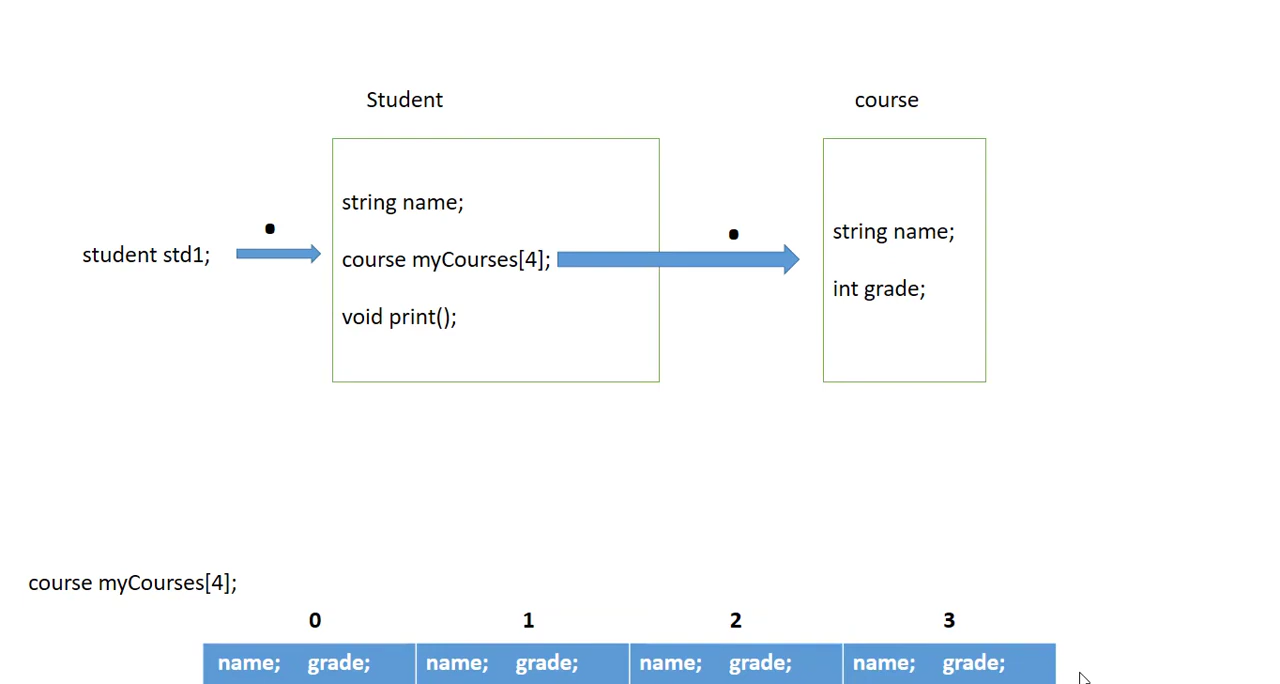 Student
course
string name;
student std1;
course myCourses[4];
void print();
string name;
int grade;
course myCourses[4];
0 1 2 3
name; grade; name; grade; name; grade; name; grade;